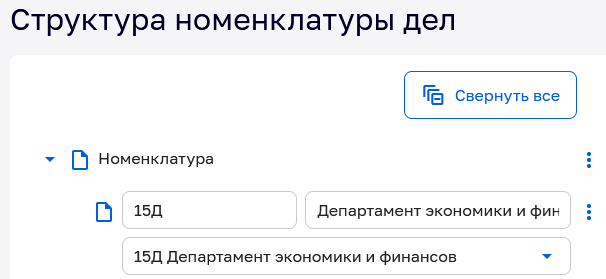 Структура номенклатуры дел
Свернуть все
Номенклатура
15Д
Департамент экономики и фин
15Д Департамент экономики и финансов